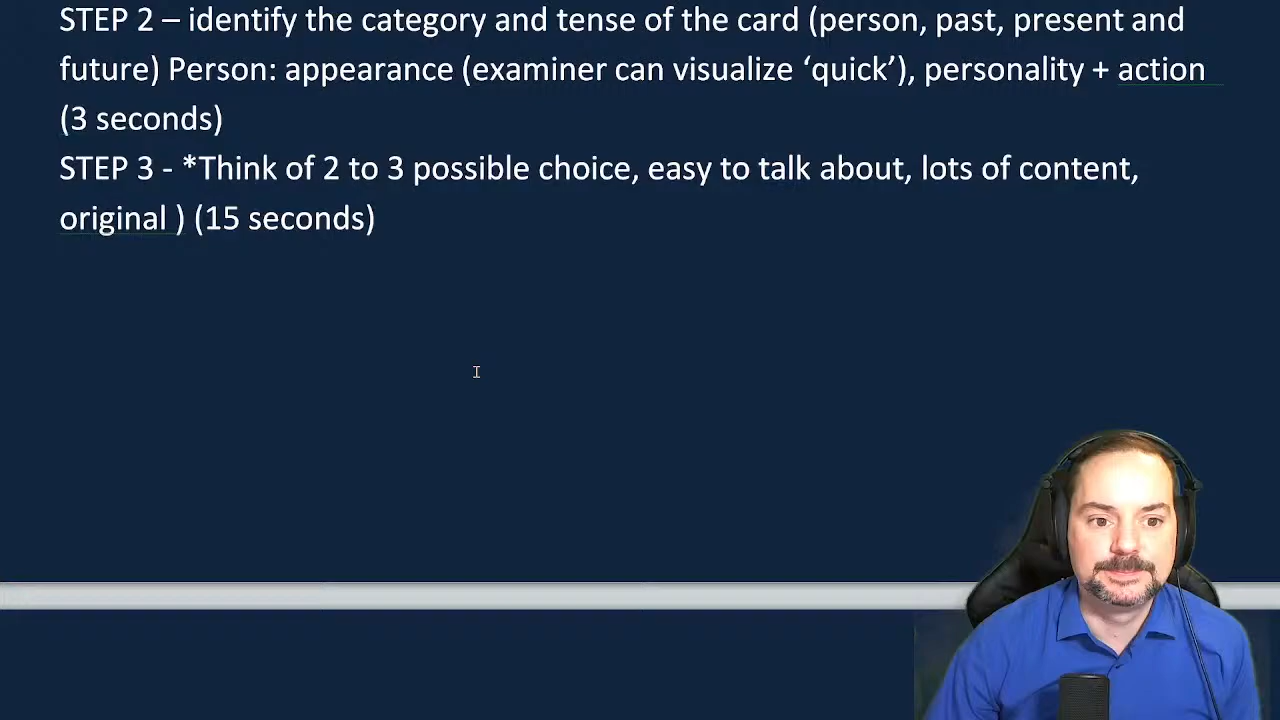 STEP 2 – identify the category and tense of the card (person, past, present and
future) Person: appearance (examiner can visualize ‘quick’), personality + action
(3 seconds)
STEP 3 - *Think of 2 to 3 possible choice, easy to talk about, lots of content,
original ) (15 seconds)